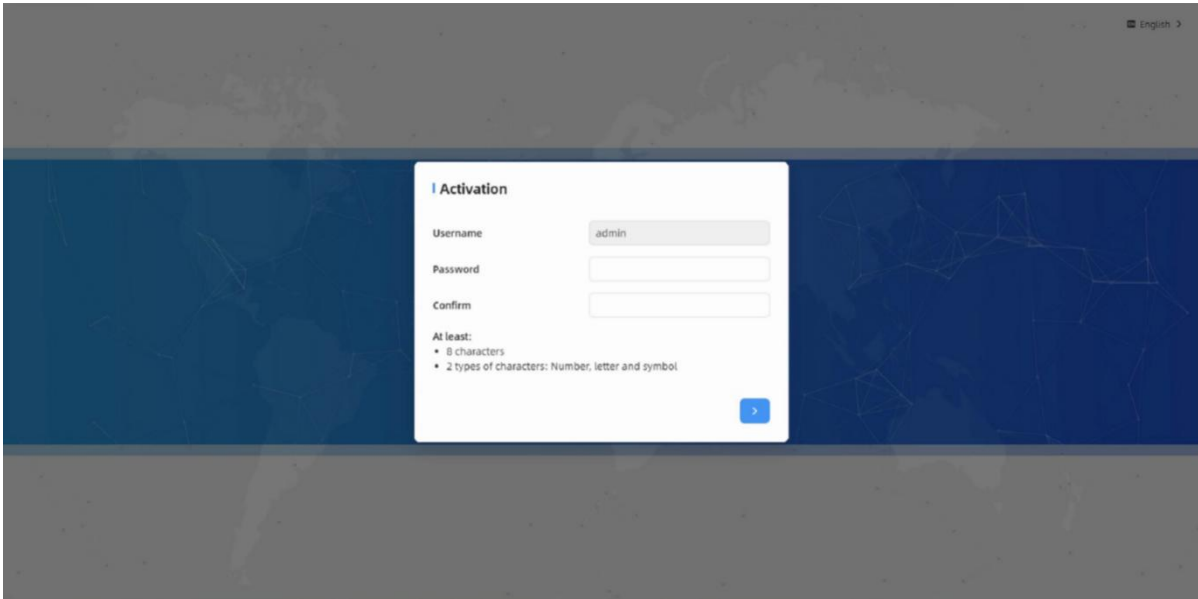 English
Activation
Username admin
Password
Confirm
At least:
• 8 characters
• 2 types of characters: Number, letter and symbol